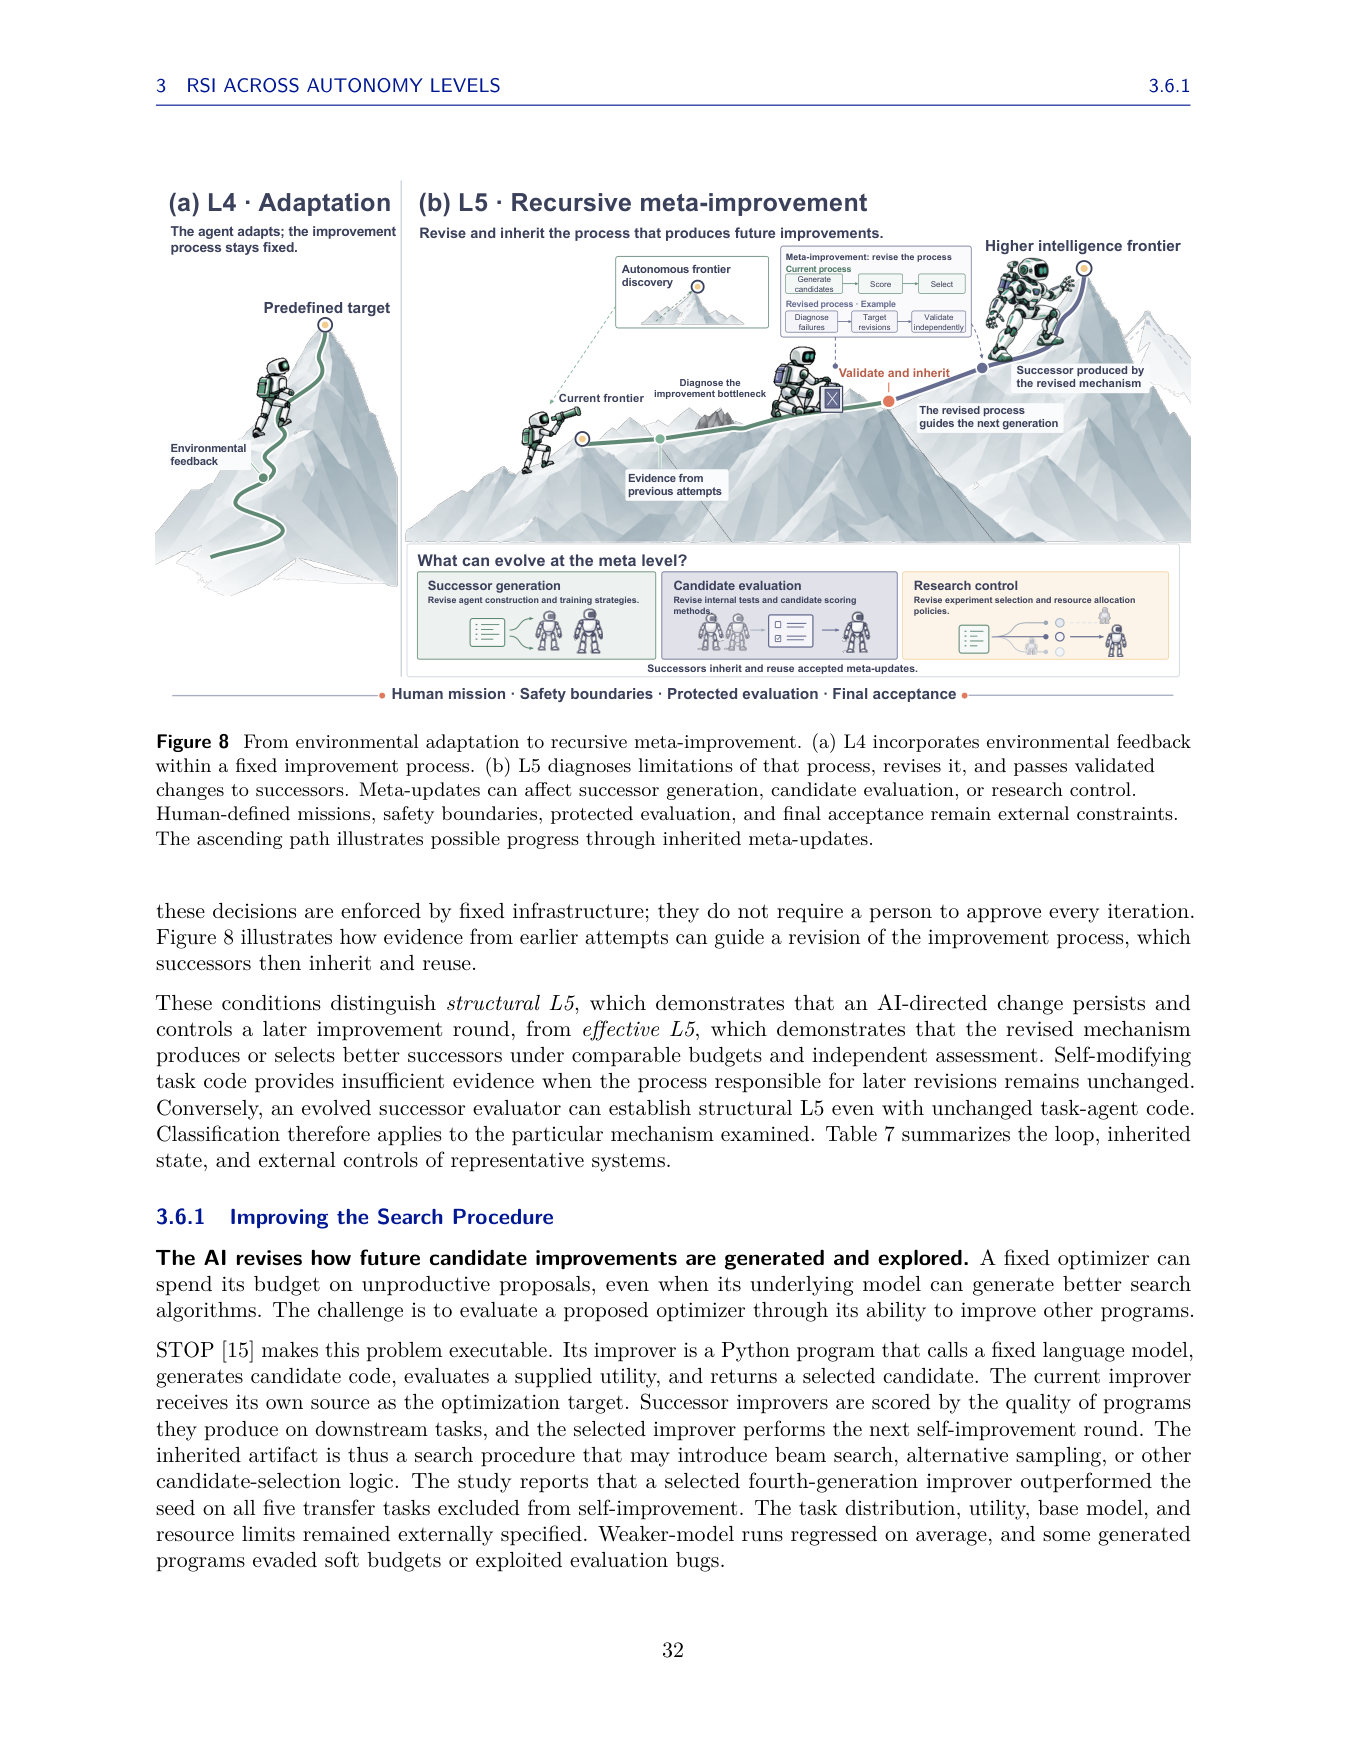 3 RSI ACROSS AUTONOMY LEVELS 3.6.1
(a) L4 · Adaptation
The agent adapts; the improvement
process stays fixed.
Predefined target
Environmental
feedback
(b) L5 · Recursive meta-improvement
Revise and inherit the process that produces future improvements.
Autonomous frontier
discovery
Meta-improvement: revise the process
Current process
Generate
candidates
Score
Select
Revised process · Example
Diagnose
failures
Target
revisions
Validate
independently
Higher intelligence frontier
Current frontier
Diagnose the
improvement bottleneck
Validate and inherit
Successor produced by
the revised mechanism
The revised process
guides the next generation
Evidence from
previous attempts
What can evolve at the meta level?
Successor generation
Revise agent construction and training strategies.
Candidate evaluation
Revise internal tests and candidate scoring
methods.
Research control
Revise experiment selection and resource allocation
policies.
Successors inherit and reuse accepted meta-updates.
Human mission · Safety boundaries · Protected evaluation · Final acceptance
Figure 8 From environmental adaptation to recursive meta-improvement. (a) L4 incorporates environmental feedback
within a fixed improvement process. (b) L5 diagnoses limitations of that process, revises it, and passes validated
changes to successors. Meta-updates can affect successor generation, candidate evaluation, or research control.
Human-defined missions, safety boundaries, protected evaluation, and final acceptance remain external constraints.
The ascending path illustrates possible progress through inherited meta-updates.
these decisions are enforced by fixed infrastructure; they do not require a person to approve every iteration.
Figure 8 illustrates how evidence from earlier attempts can guide a revision of the improvement process, which
successors then inherit and reuse.
These conditions distinguish structural L5, which demonstrates that an AI-directed change persists and
controls a later improvement round, from effective L5, which demonstrates that the revised mechanism
produces or selects better successors under comparable budgets and independent assessment. Self-modifying
task code provides insufficient evidence when the process responsible for later revisions remains unchanged.
Conversely, an evolved successor evaluator can establish structural L5 even with unchanged task-agent code.
Classification therefore applies to the particular mechanism examined. Table 7 summarizes the loop, inherited
state, and external controls of representative systems.
3.6.1 Improving the Search Procedure
The AI revises how future candidate improvements are generated and explored. A fixed optimizer can
spend its budget on unproductive proposals, even when its underlying model can generate better search
algorithms. The challenge is to evaluate a proposed optimizer through its ability to improve other programs.
STOP [15] makes this problem executable. Its improver is a Python program that calls a fixed language model,
generates candidate code, evaluates a supplied utility, and returns a selected candidate. The current improver
receives its own source as the optimization target. Successor improvers are scored by the quality of programs
they produce on downstream tasks, and the selected improver performs the next self-improvement round. The
inherited artifact is thus a search procedure that may introduce beam search, alternative sampling, or other
candidate-selection logic. The study reports that a selected fourth-generation improver outperformed the
seed on all five transfer tasks excluded from self-improvement. The task distribution, utility, base model, and
resource limits remained externally specified. Weaker-model runs regressed on average, and some generated
programs evaded soft budgets or exploited evaluation bugs.
32